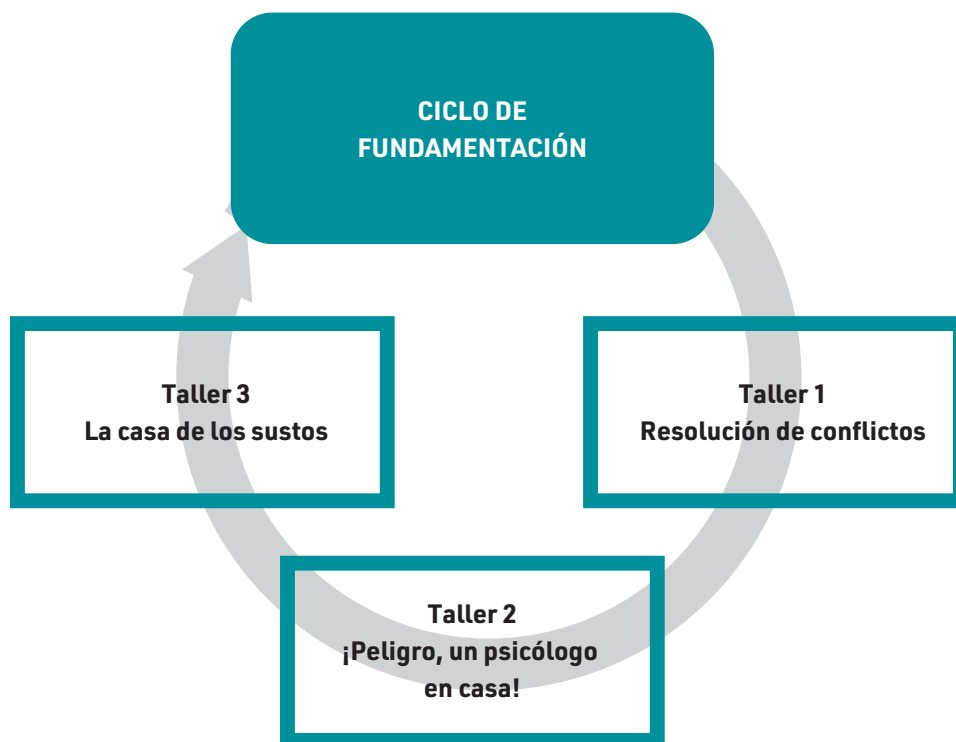 CICLO DE
FUNDAMENTACIÓN
Taller 1
Resolución de conflictos
Taller 2
¡Peligro, un psicólogo
en casa!
Taller 3
La casa de los sustos